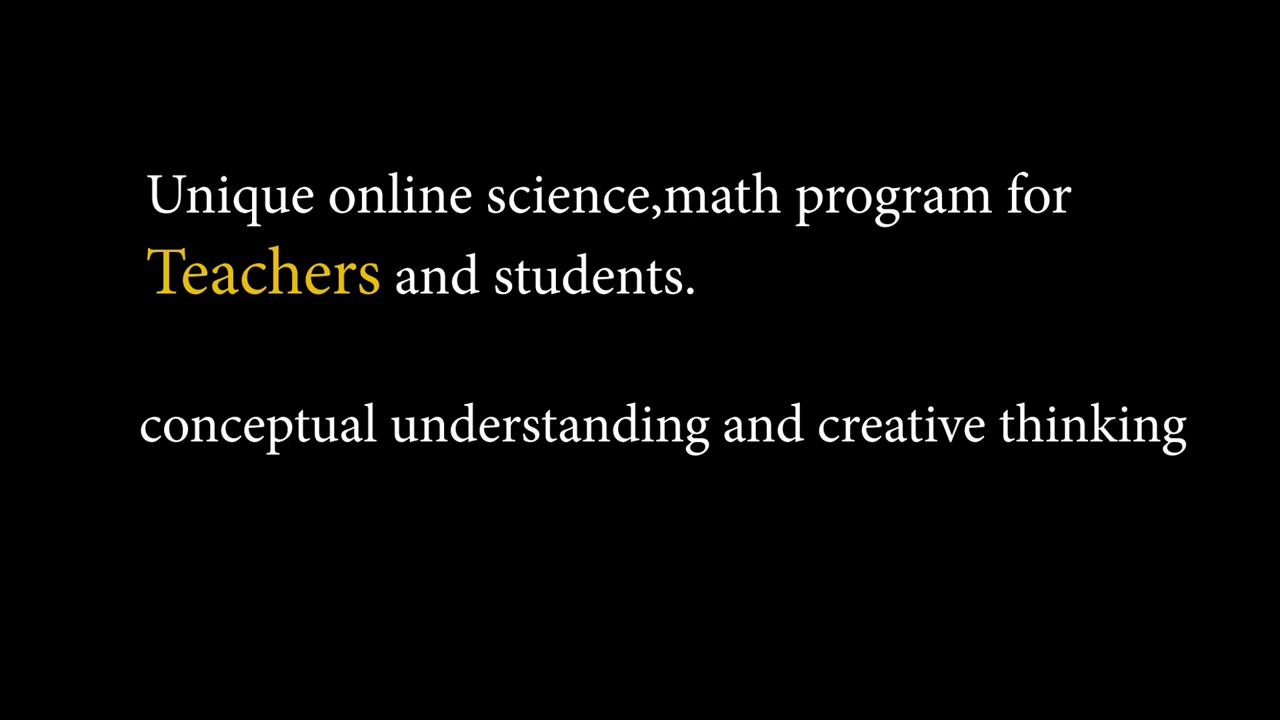 Unique online science,math program for
Teachers and students.
conceptual understanding and creative thinking